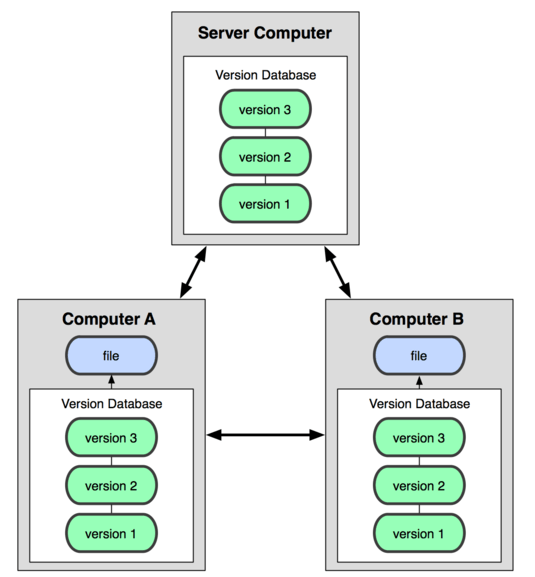 Server Computer
Version Database
version 3
version 2
version 1
Computer A
file
Version Database
version 3
version 2
version 1
Computer B
file
Version Database
version 3
version 2
version 1